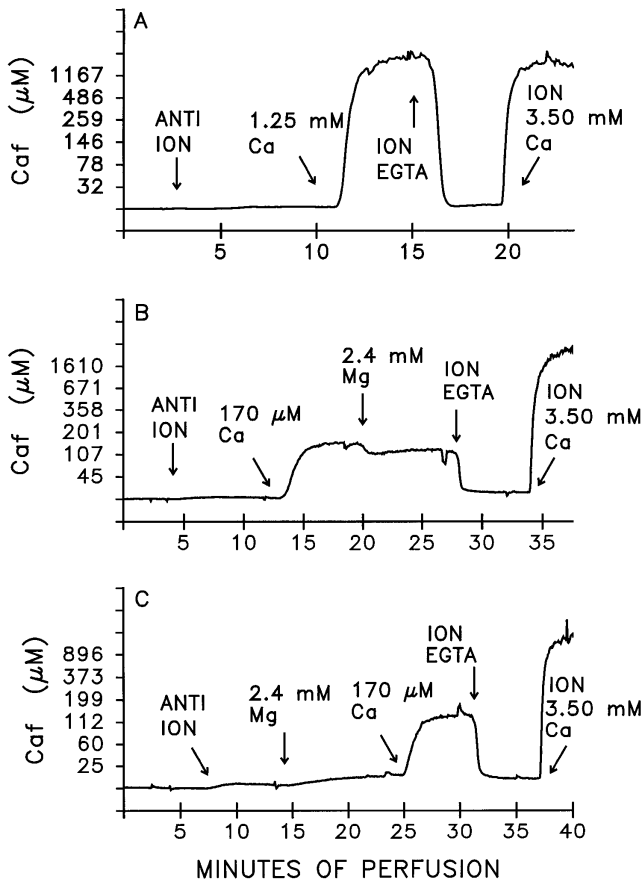 A
Caf (μM)
1167
486
259
146
78
32
ANTI
ION
1.25 mM
Ca
ION
EGTA
ION
3.50 mM
Ca
5
10
15
20
B
Caf (μM)
1610
671
358
201
107
45
ANTI
ION
170 μM
Ca
2.4 mM
Mg
ION
EGTA
ION
3.50 mM
Ca
5
10
15
20
25
30
35
C
Caf (μM)
896
373
199
112
60
25
ANTI
ION
2.4 mM
Mg
170 μM
Ca
ION
EGTA
ION
3.50 mM
Ca
5
10
15
20
25
30
35
40
MINUTES OF PERFUSION